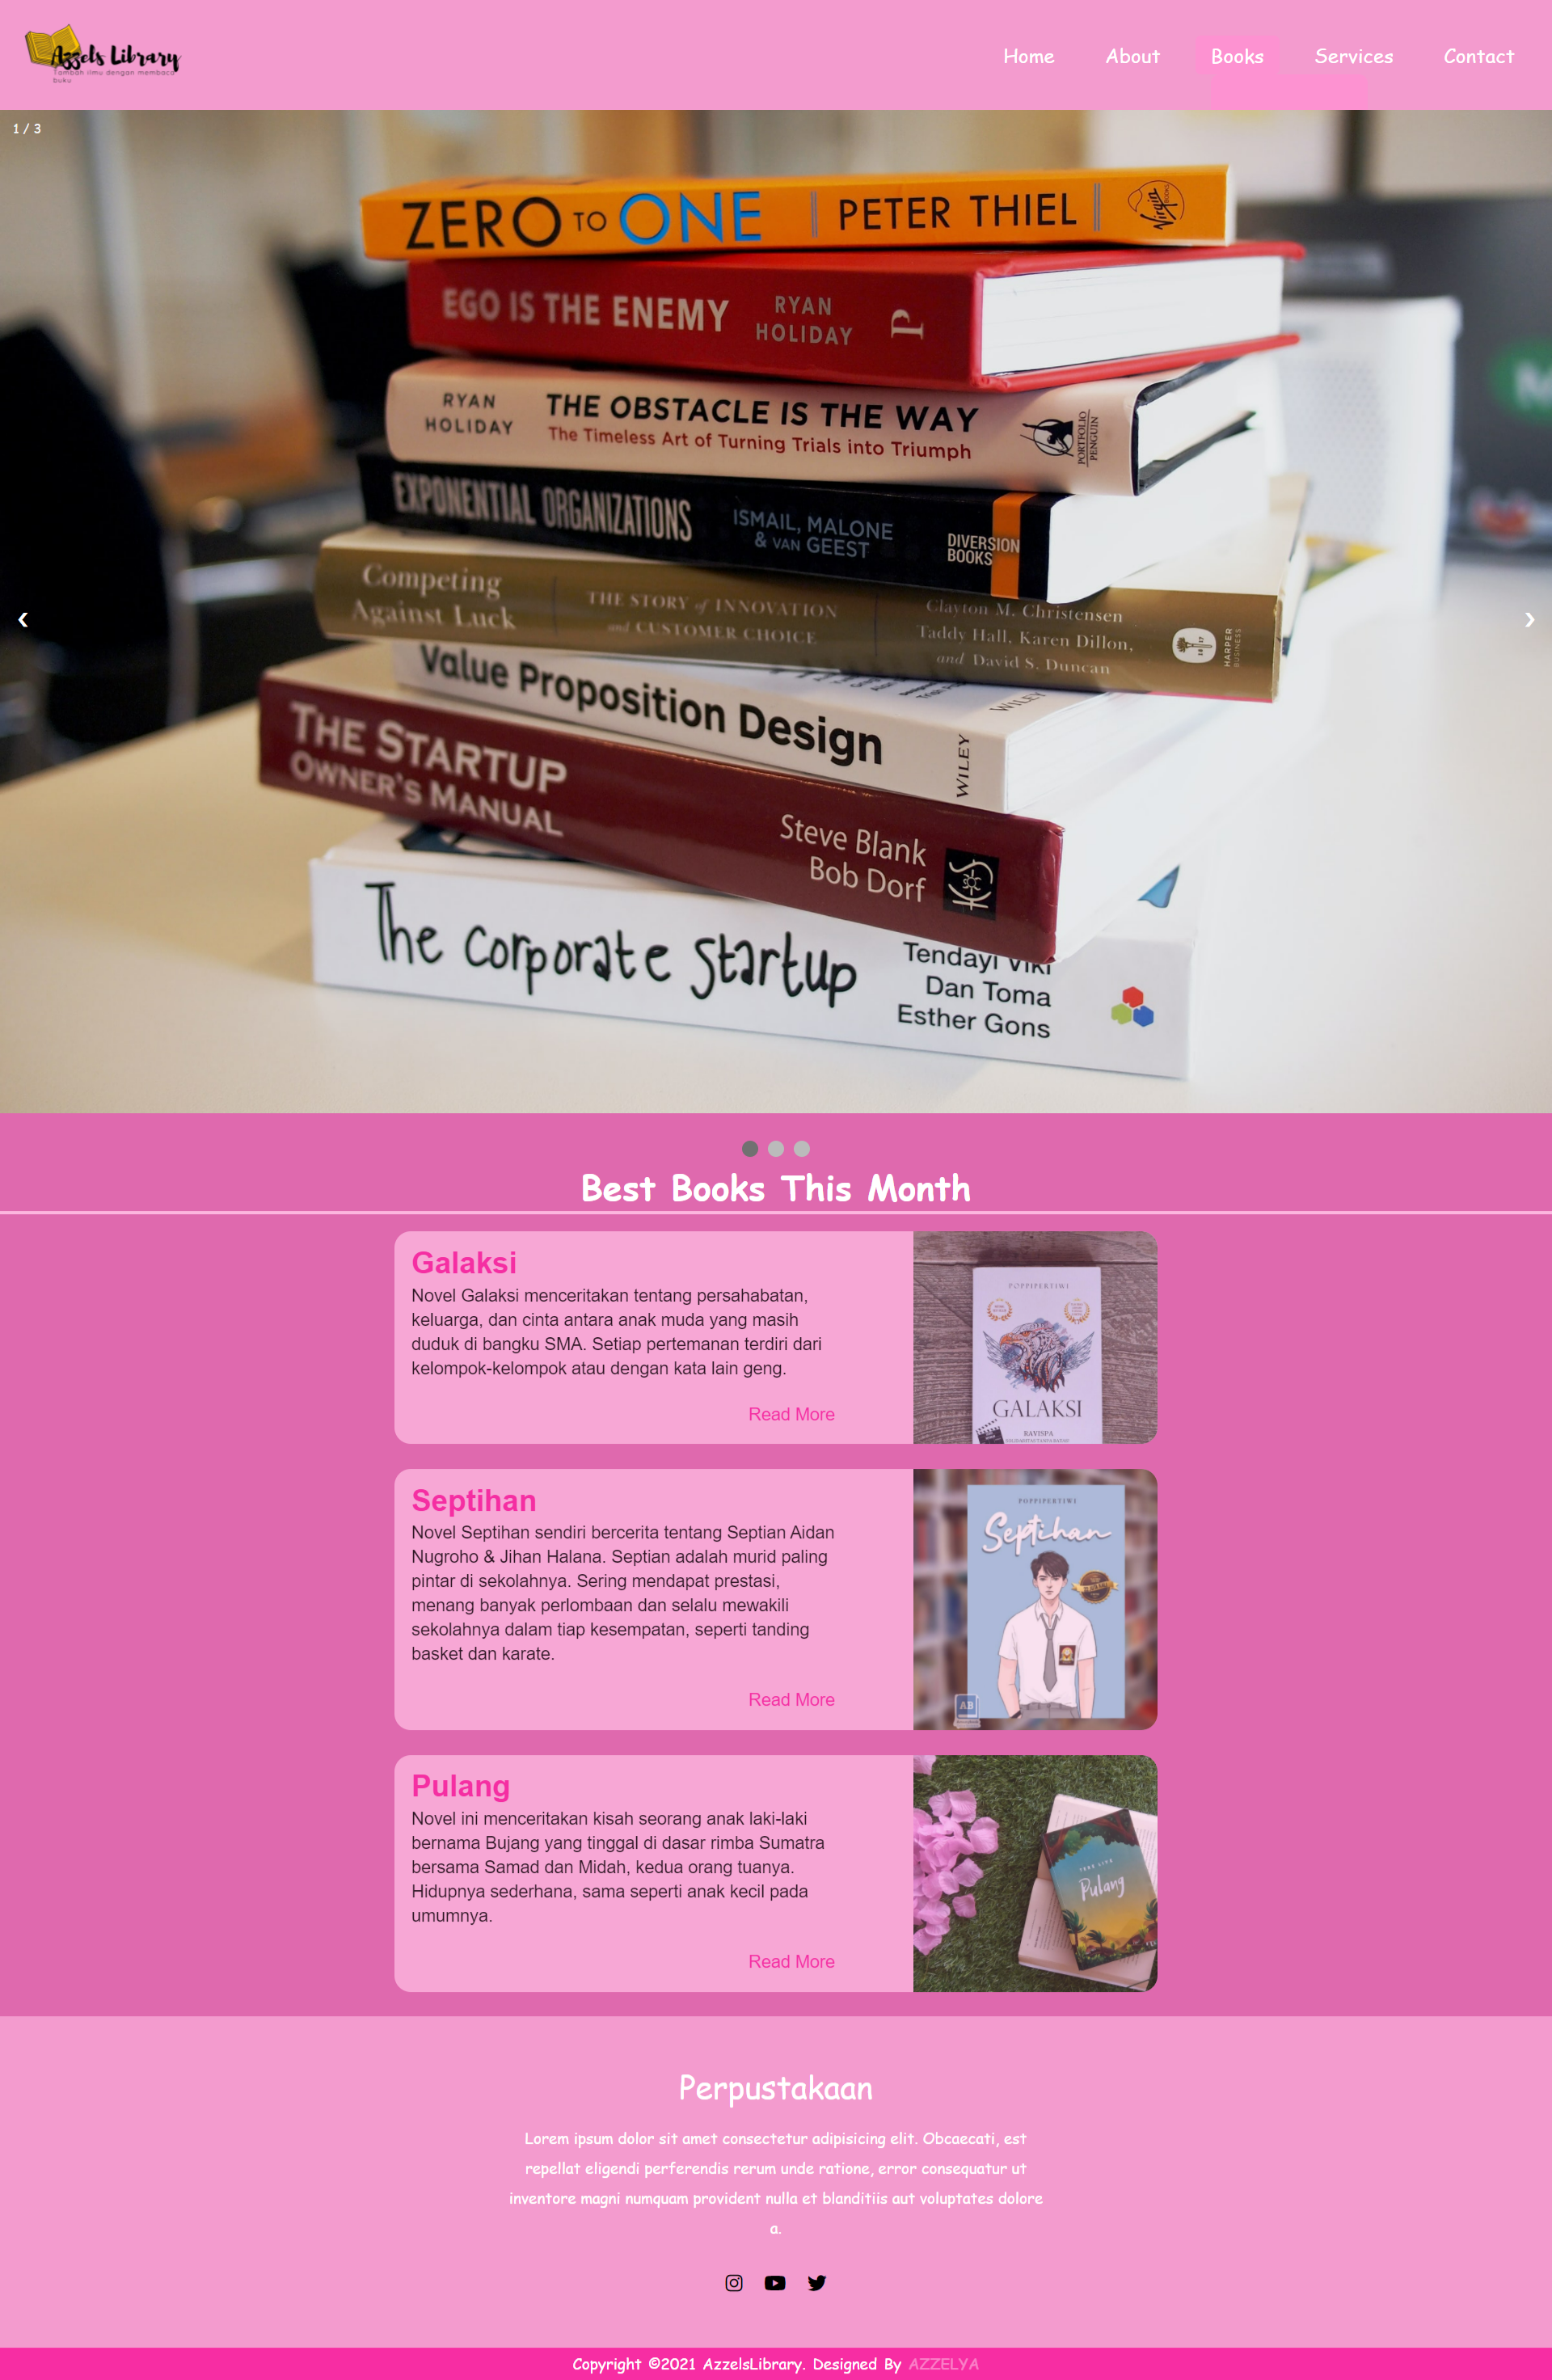 Azzels Library
Tambah ilmu dengan membaca
buku
Home About Books Services Contact
1 / 3
ZERO TO ONE PETER THIEL Virgin BOOKS
EGO IS THE ENEMY RYAN HOLIDAY P
RYAN HOLIDAY THE OBSTACLE IS THE WAY
The Timeless Art of Turning Trials into Triumph
PORTFOLIO PENGUIN
EXPONENTIAL ORGANIZATIONS ISMAIL, MALONE & VAN GEEST DIVERSION BOOKS
Competing Against Luck
THE STORY of INNOVATION
and CUSTOMER CHOICE
Clayton M. Christensen
Taddy Hall, Karen Dillon,
and David S. Duncan
HARPER BUSINESS
Value Proposition Design WILEY
WILEY
THE STARTUP
OWNER'S MANUAL
Steve Blank
Bob Dorf
The Corporate Startup
Tendayi Viki
Dan Toma
Esther Gons
❮ ❯
Best Books This Month
Galaksi
Novel Galaksi menceritakan tentang persahabatan,
keluarga, dan cinta antara anak muda yang masih
duduk di bangku SMA. Setiap pertemanan terdiri dari
kelompok-kelompok atau dengan kata lain geng.
Read More
POPPIPERTIWI
GALAKSI
RAVISPA
Septihan
Novel Septihan sendiri bercerita tentang Septian Aidan
Nugroho & Jihan Halana. Septian adalah murid paling
pintar di sekolahnya. Sering mendapat prestasi,
menang banyak perlombaan dan selalu mewakili
sekolahnya dalam tiap kesempatan, seperti tanding
basket dan karate.
Read More
POPPIPERTIWI
Septihan
AB
Pulang
Novel ini menceritakan kisah seorang anak laki-laki
bernama Bujang yang tinggal di dasar rimba Sumatra
bersama Samad dan Midah, kedua orang tuanya.
Hidupnya sederhana, sama seperti anak kecil pada
umumnya.
Read More
TERE LIYE
Pulang
Perpustakaan
Lorem ipsum dolor sit amet consectetur adipisicing elit. Obcaecati, est
repellat eligendi perferendis rerum unde ratione, error consequatur ut
inventore magni numquam provident nulla et blanditiis aut voluptates dolore
a.
Copyright ©2021 AzzelsLibrary. Designed By AZZELYA